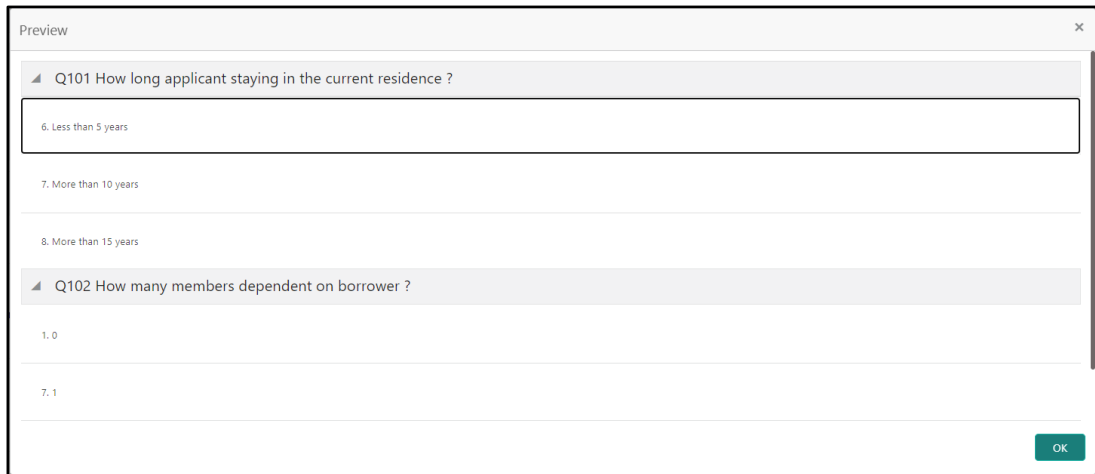 Preview
×
Q101 How long applicant staying in the current residence ?
6. Less than 5 years
7. More than 10 years
8. More than 15 years
Q102 How many members dependent on borrower ?
1. 0
7. 1
OK